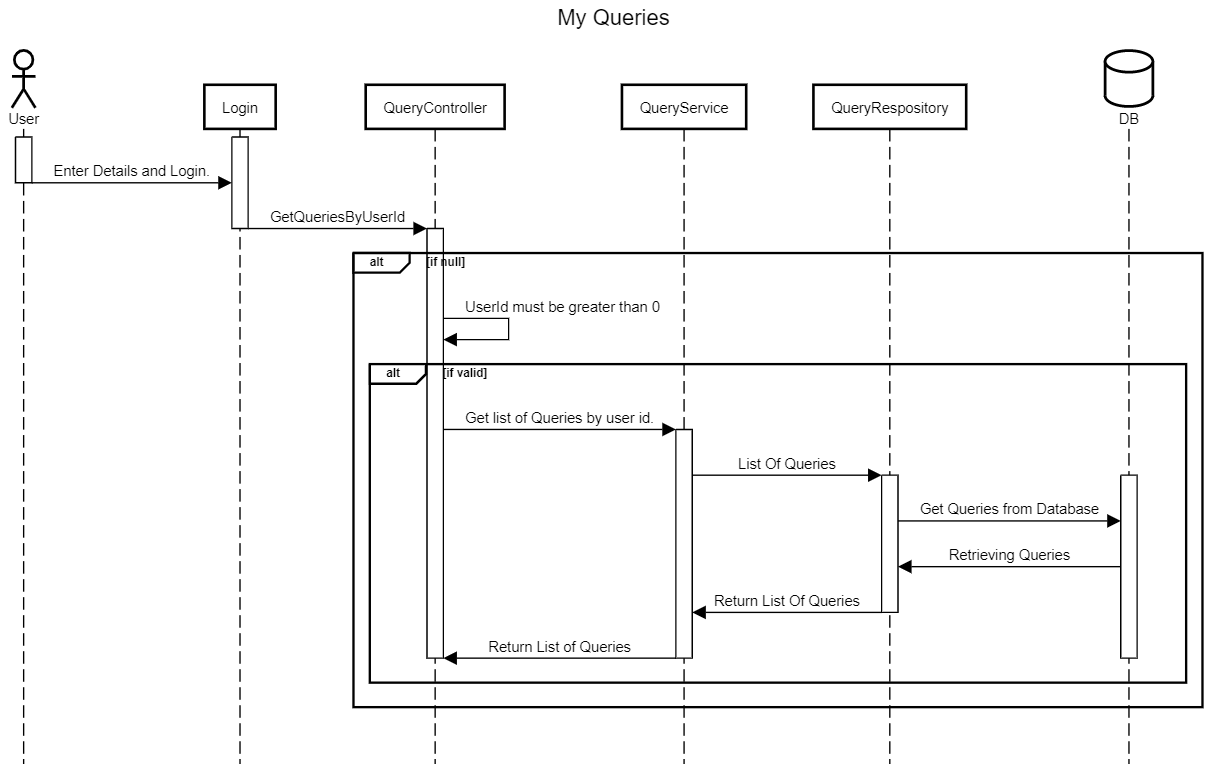 My Queries
User
Login
QueryController
QueryService
QueryRespository
DB
Enter Details and Login.
GetQueriesByUserId
alt
[if null]
UserId must be greater than 0
alt
[if valid]
Get list of Queries by user id.
List Of Queries
Get Queries from Database
Retrieving Queries
Return List Of Queries
Return List of Queries